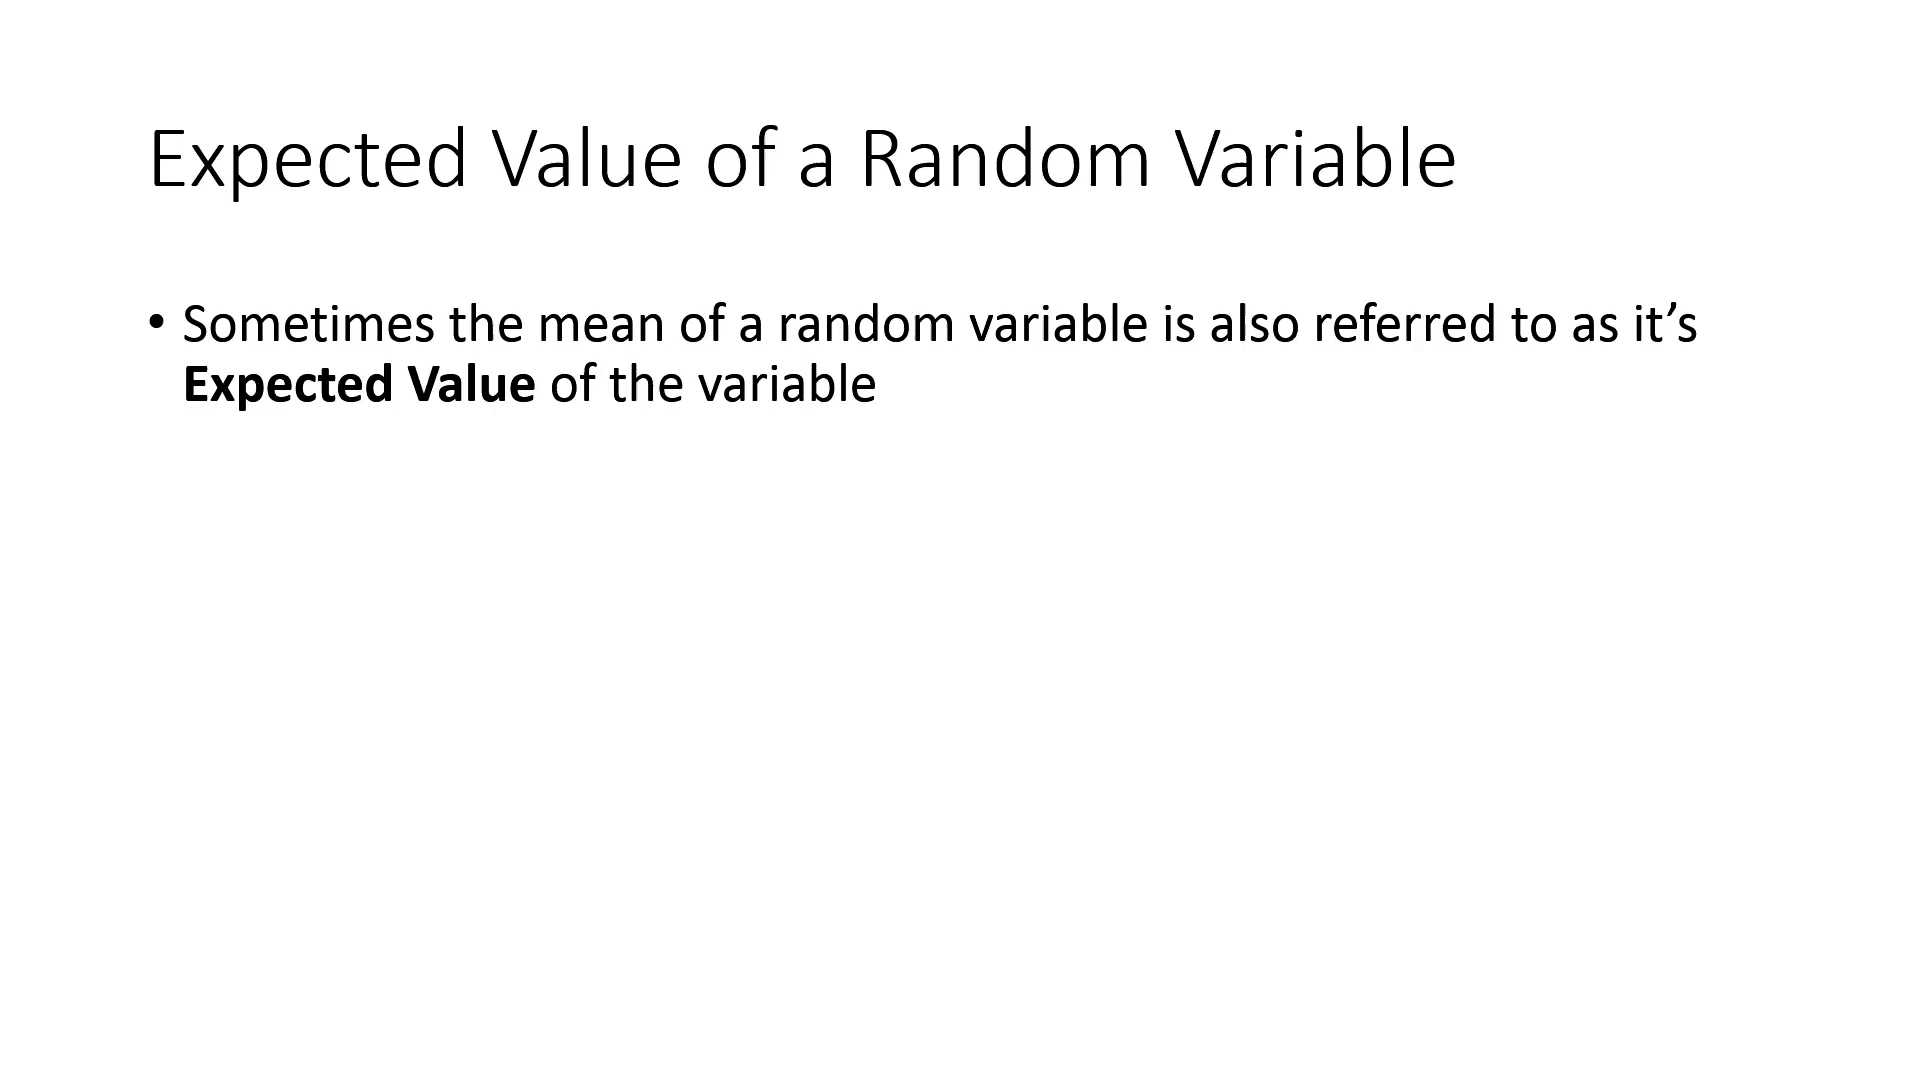 Expected Value of a Random Variable
• Sometimes the mean of a random variable is also referred to as it’s
Expected Value of the variable